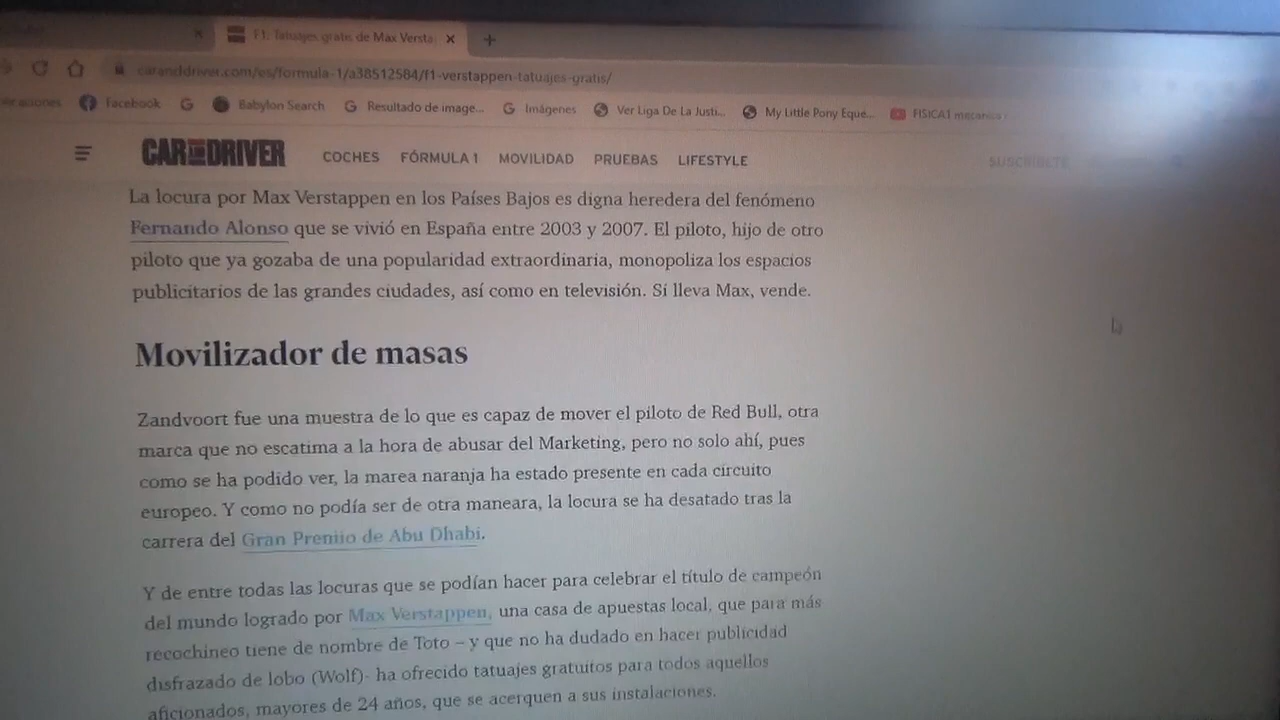 F1: Tatuajes gratis de Max Versta
caranddriver.com/es/formula-1/a38512584/f1-verstappen-tatuajes-gratis/
Facebook
Babylon Search
Resultado de image...
Imágenes
Ver Liga De La Justi...
My Little Pony Eque...
FISICA1 mecanica
CAR AND DRIVER
COCHES FÓRMULA 1 MOVILIDAD PRUEBAS LIFESTYLE
SUSCRÍBETE
La locura por Max Verstappen en los Países Bajos es digna heredera del fenómeno
Fernando Alonso que se vivió en España entre 2003 y 2007. El piloto, hijo de otro
piloto que ya gozaba de una popularidad extraordinaria, monopoliza los espacios
publicitarios de las grandes ciudades, así como en televisión. Si lleva Max, vende.
Movilizador de masas
Zandvoort fue una muestra de lo que es capaz de mover el piloto de Red Bull, otra
marca que no escatima a la hora de abusar del Marketing, pero no solo ahí, pues
como se ha podido ver, la marea naranja ha estado presente en cada circuito
europeo. Y como no podía ser de otra maneara, la locura se ha desatado tras la
carrera del Gran Premio de Abu Dhabi.
Y de entre todas las locuras que se podían hacer para celebrar el título de campeón
del mundo logrado por Max Verstappen, una casa de apuestas local, que para más
recochineo tiene de nombre de Toto – y que no ha dudado en hacer publicidad
disfrazado de lobo (Wolf)- ha ofrecido tatuajes gratuitos para todos aquellos
aficionados, mayores de 24 años, que se acerquen a sus instalaciones.